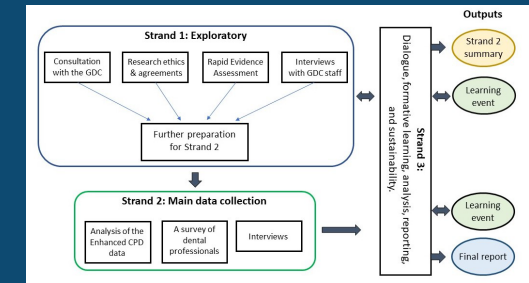 Outputs
Strand 1: Exploratory
Consultation
with the GDC
Research ethics
& agreements
Rapid Evidence
Assessment
Interviews
with GDC staff
Further preparation
for Strand 2
Strand 2: Main data collection
Analysis of the
Enhanced CPD
data
A survey of
dental
professionals
Interviews
Strand 3:
Dialogue, formative learning, analysis, reporting,
and sustainability.
Strand 2
summary
Learning
event
Learning
event
Final report